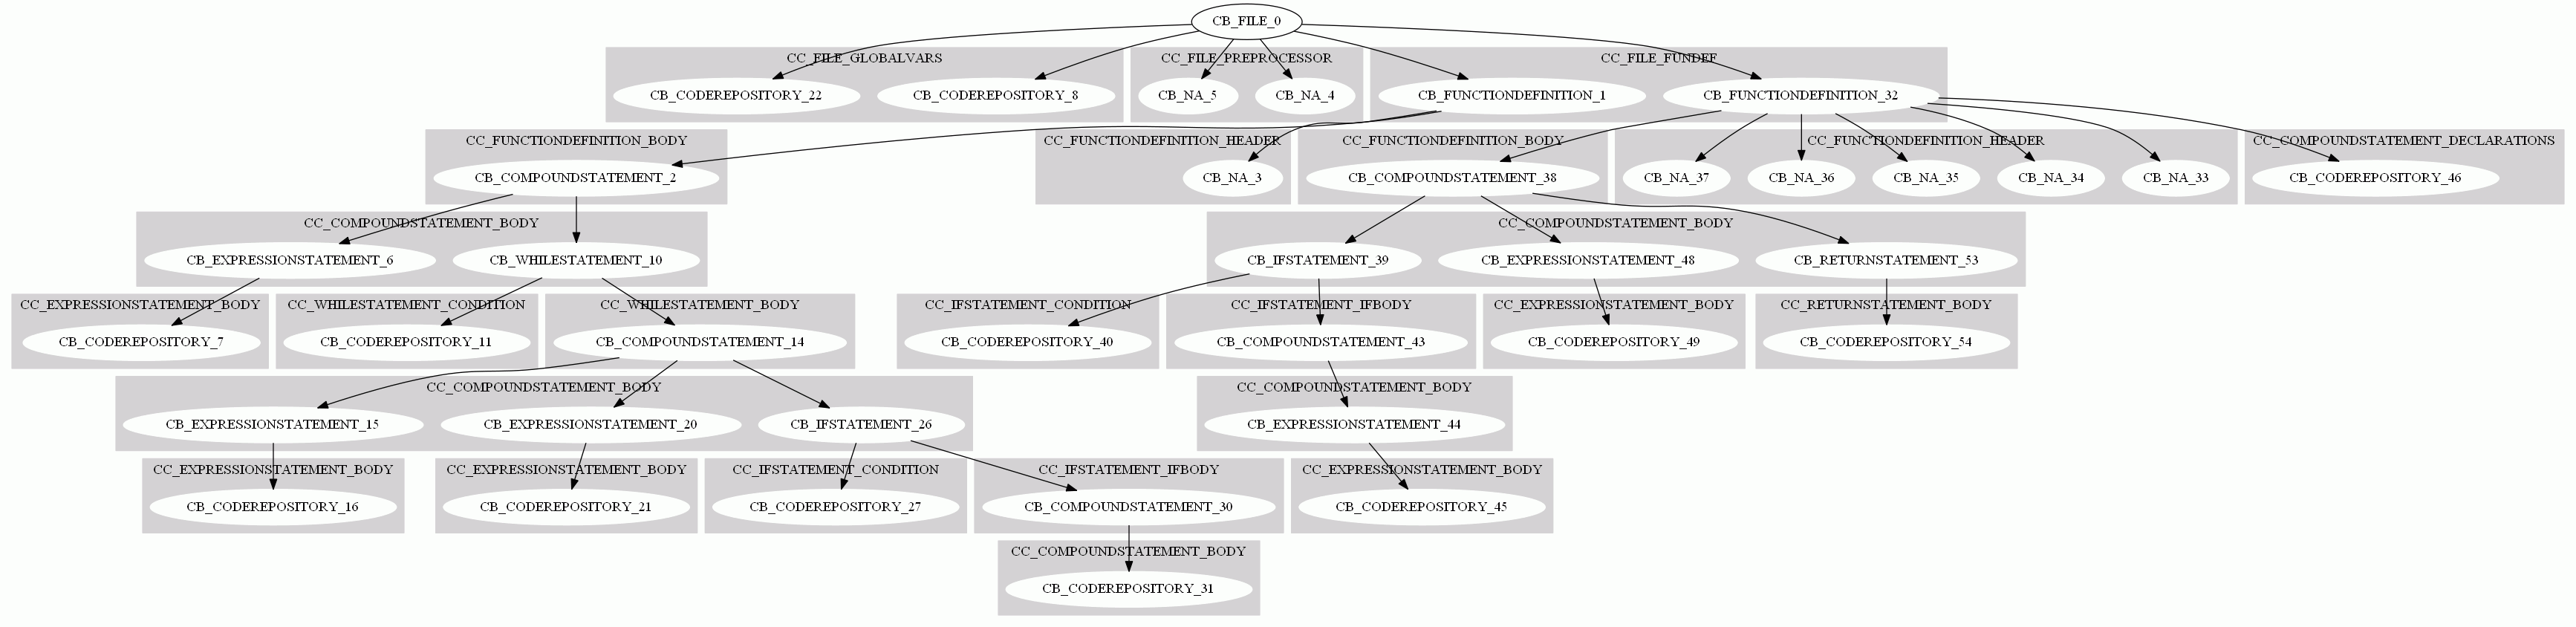 CB_FILE_0
CC_FILE_GLOBALVARS
CC_FILE_PREPROCESSOR
CC_FILE_FUNDEF
CB_CODEREPOSITORY_22
CB_CODEREPOSITORY_8
CB_NA_5
CB_NA_4
CB_FUNCTIONDEFINITION_1
CB_FUNCTIONDEFINITION_32
CC_FUNCTIONDEFINITION_BODY
CC_FUNCTIONDEFINITION_HEADER
CC_FUNCTIONDEFINITION_BODY
CC_FUNCTIONDEFINITION_HEADER
CC_COMPOUNDSTATEMENT_DECLARATIONS
CB_COMPOUNDSTATEMENT_2
CB_NA_3
CB_COMPOUNDSTATEMENT_38
CB_NA_37
CB_NA_36
CB_NA_35
CB_NA_34
CB_NA_33
CB_CODEREPOSITORY_46
CC_COMPOUNDSTATEMENT_BODY
CC_COMPOUNDSTATEMENT_BODY
CB_EXPRESSIONSTATEMENT_6
CB_WHILESTATEMENT_10
CB_IFSTATEMENT_39
CB_EXPRESSIONSTATEMENT_48
CB_RETURNSTATEMENT_53
CC_EXPRESSIONSTATEMENT_BODY
CC_WHILESTATEMENT_CONDITION
CC_WHILESTATEMENT_BODY
CC_IFSTATEMENT_CONDITION
CC_IFSTATEMENT_IFBODY
CC_EXPRESSIONSTATEMENT_BODY
CC_RETURNSTATEMENT_BODY
CB_CODEREPOSITORY_7
CB_CODEREPOSITORY_11
CB_COMPOUNDSTATEMENT_14
CB_CODEREPOSITORY_40
CB_COMPOUNDSTATEMENT_43
CB_CODEREPOSITORY_49
CB_CODEREPOSITORY_54
CC_COMPOUNDSTATEMENT_BODY
CC_COMPOUNDSTATEMENT_BODY
CB_EXPRESSIONSTATEMENT_15
CB_EXPRESSIONSTATEMENT_20
CB_IFSTATEMENT_26
CB_EXPRESSIONSTATEMENT_44
CC_EXPRESSIONSTATEMENT_BODY
CC_EXPRESSIONSTATEMENT_BODY
CC_IFSTATEMENT_CONDITION
CC_IFSTATEMENT_IFBODY
CC_EXPRESSIONSTATEMENT_BODY
CB_CODEREPOSITORY_16
CB_CODEREPOSITORY_21
CB_CODEREPOSITORY_27
CB_COMPOUNDSTATEMENT_30
CB_CODEREPOSITORY_45
CC_COMPOUNDSTATEMENT_BODY
CB_CODEREPOSITORY_31